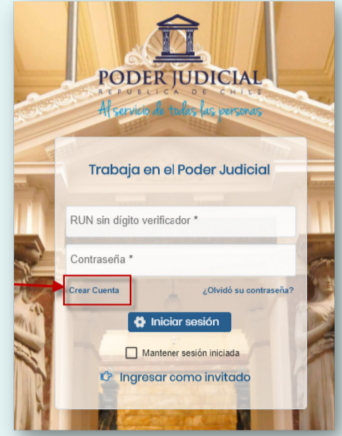 PODER JUDICIAL
REPUBLICA DE CHILE
Al servicio de todas las personas
Trabaja en el Poder Judicial
RUN sin dígito verificador *
Contraseña *
Crear Cuenta
¿Olvidó su contraseña?
Iniciar sesión
Mantener sesión iniciada
Ingresar como invitado